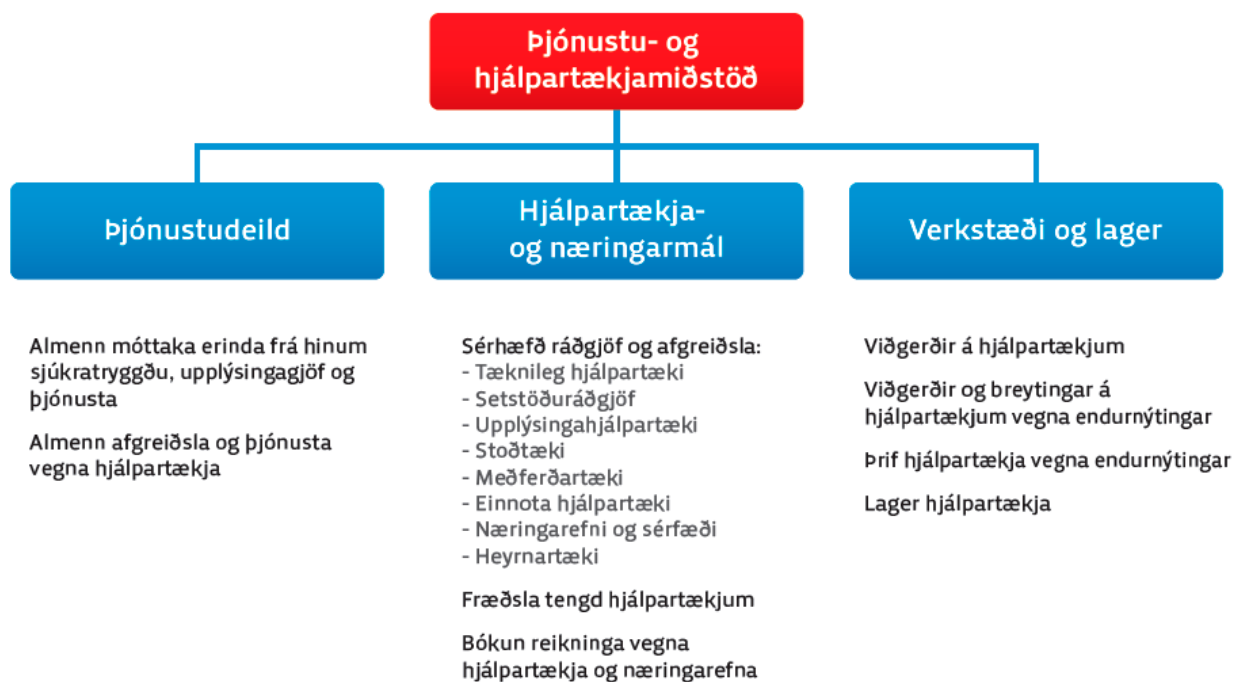 Þjónustu- og
hjálpartækjamiðstöð
Þjónustudeild
Almenn móttaka erinda frá hinum
sjúkratryggðu, upplýsingagjöf og
þjónusta
Almenn afgreiðsla og þjónusta
vegna hjálpartækja
Hjálpartækja-
og næringarmál
Sérhæfð ráðgjöf og afgreiðsla:
- Tæknileg hjálpartæki
- Setstöðuráðgjöf
- Upplýsingahjálpartæki
- Stoðtæki
- Meðferðartæki
- Einnota hjálpartæki
- Næringarefni og sérfæði
- Heyrnartæki
Fræðsla tengd hjálpartækjum
Bókun reikninga vegna
hjálpartækja og næringarefna
Verkstæði og lager
Viðgerðir á hjálpartækjum
Viðgerðir og breytingar á
hjálpartækjum vegna endurnýtingar
Þrif hjálpartækja vegna endurnýtingar
Lager hjálpartækja